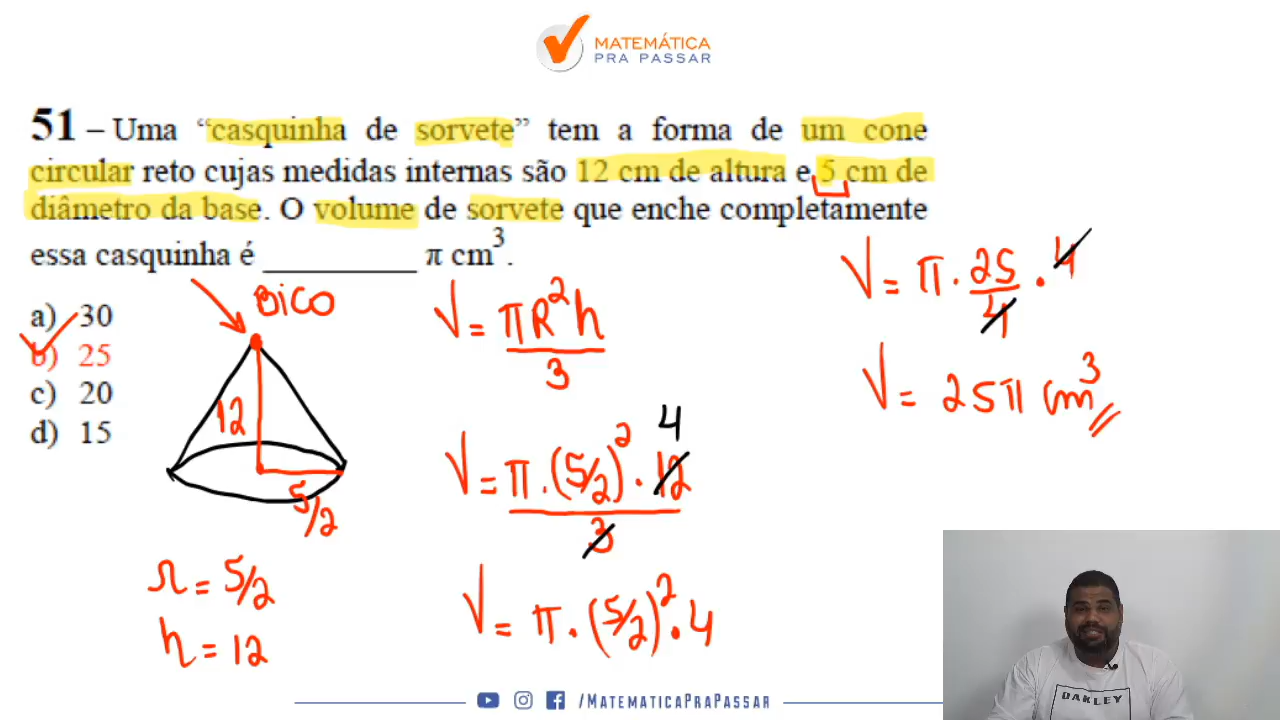 MATEMÁTICA
PRA PASSAR
51 – Uma “casquinha de sorvete” tem a forma de um cone
circular reto cujas medidas internas são 12 cm de altura e 5 cm de
diâmetro da base. O volume de sorvete que enche completamente
essa casquinha é __________ π cm³.
a) 30
b) 25
c) 20
d) 15
BICO
12
5/2
r = 5/2
h = 12
V = πR²h
3
4
V = π . (5/2)² . 12
3
V = π . (5/2)² . 4
V = π . 25 . 4
4
V = 25π cm³
OAKLEY
/MATEMATICAPRAPASSAR